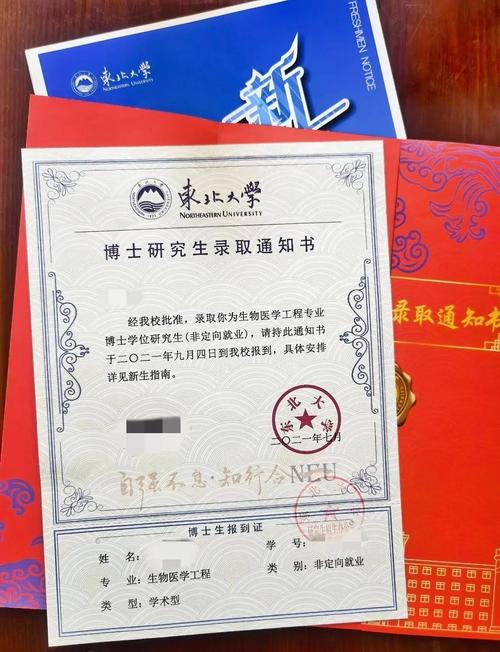 FRESHMEN NOTICE
東北大学
NORTHEASTERN UNIVERSITY
新
東北大学
NORTHEASTERN UNIVERSITY
博士研究生录取通知书
经我校批准，录取你为生物医学工程专业
博士学位研究生(非定向就业)，请持此通知书
于二〇二一年九月四日到我校报到，具体安排
详见新生指南。
东北大学
二〇二一年七月
自强不息·知行合一
NEU
录取通知书
博士生报到证
姓 名：
学 号：
专 业：生物医学工程
类 别：非定向就业
类 型：学术型